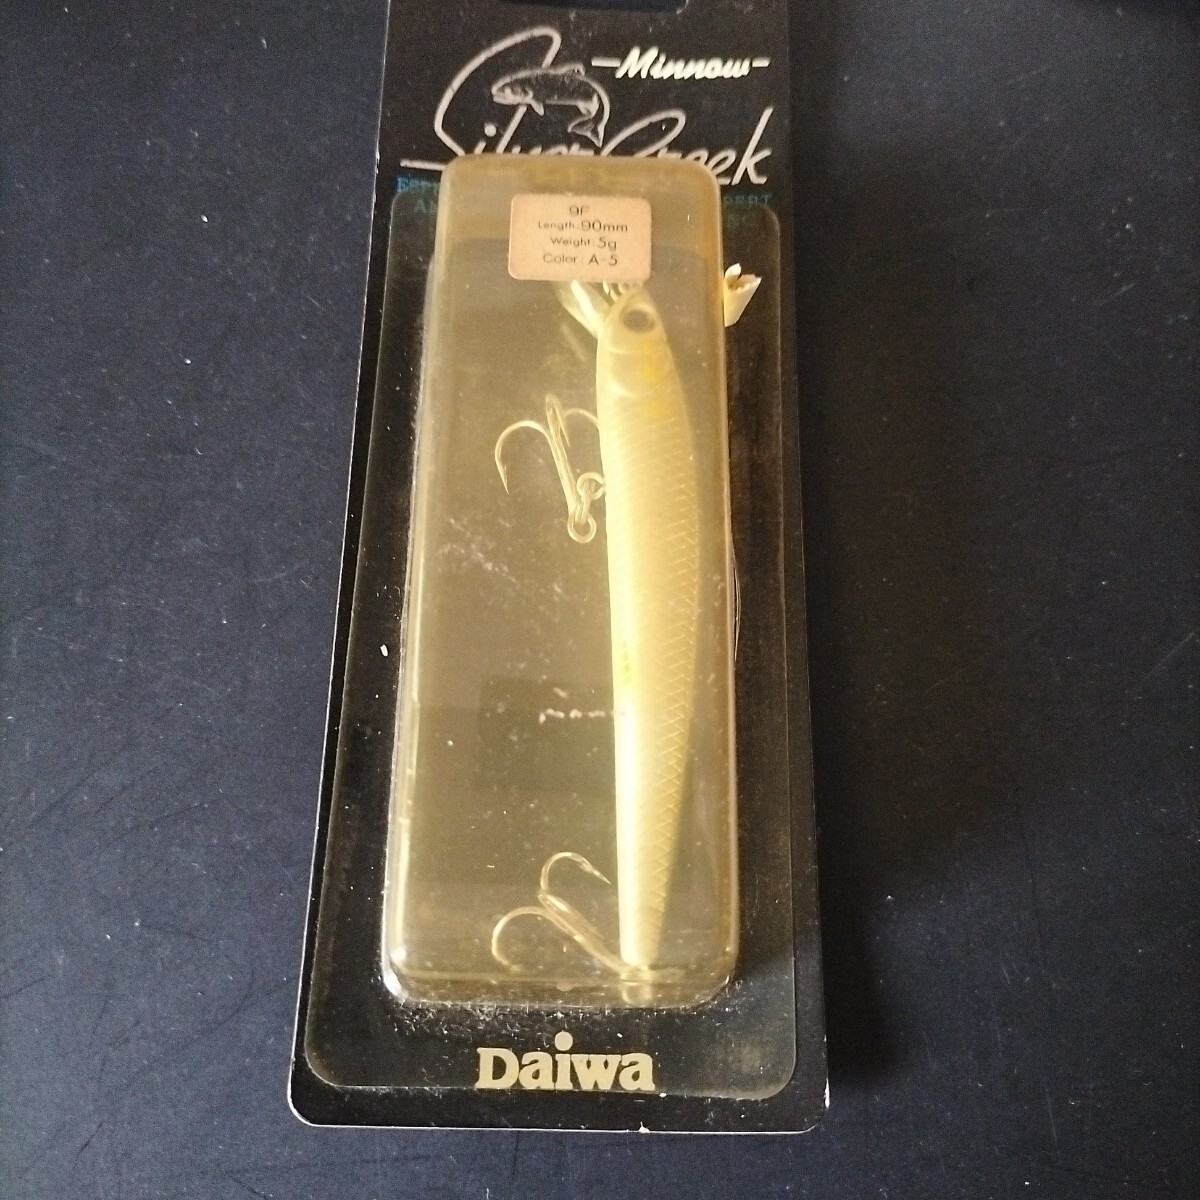 -Minnow-
Silver Creek
9F
Length:90mm
Weight:5g
Color: A-5
Daiwa